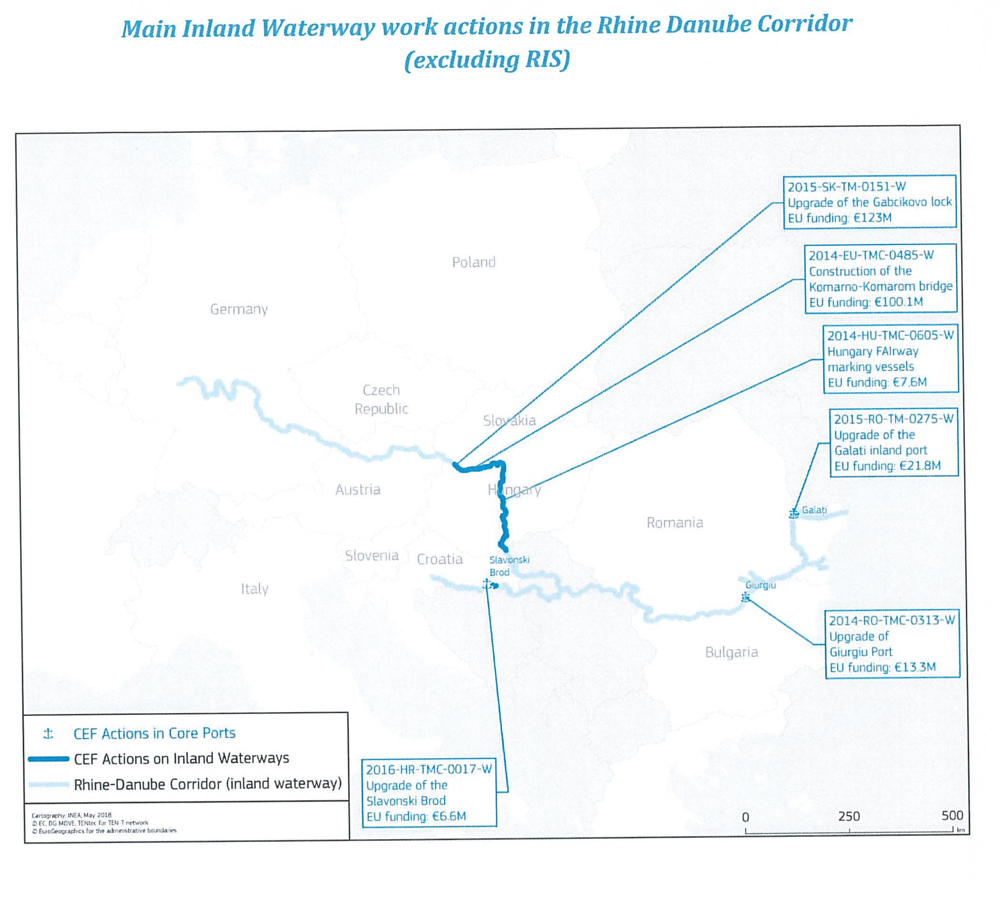 Main Inland Waterway work actions in the Rhine Danube Corridor
(excluding RIS)
2015-SK-TM-0151-W
Upgrade of the Gabcikovo lock
EU funding: €123M
2014-EU-TMC-0485-W
Construction of the
Komarno-Komarom bridge
EU funding: €100.1M
2014-HU-TMC-0605-W
Hungary FAIrway
marking vessels
EU funding: €7.6M
2015-RO-TM-0275-W
Upgrade of the
Galati inland port
EU funding: €21.8M
Poland
Germany
Czech
Republic
Slovakia
Austria
Hungary
Romania
Galați
Slovenia
Croatia
Slavonski
Brod
Italy
Giurgiu
Bulgaria
2014-RO-TMC-0313-W
Upgrade of
Giurgiu Port
EU funding: €13.3M
CEF Actions in Core Ports
CEF Actions on Inland Waterways
Rhine-Danube Corridor (inland waterway)
Cartography: INEA, May 2018
© EC, DG MOVE, TENtec for TEN-T network
© EuroGeographics for the administrative boundaries
2016-HR-TMC-0017-W
Upgrade of the
Slavonski Brod
EU funding: €6.6M
0 250 500
km